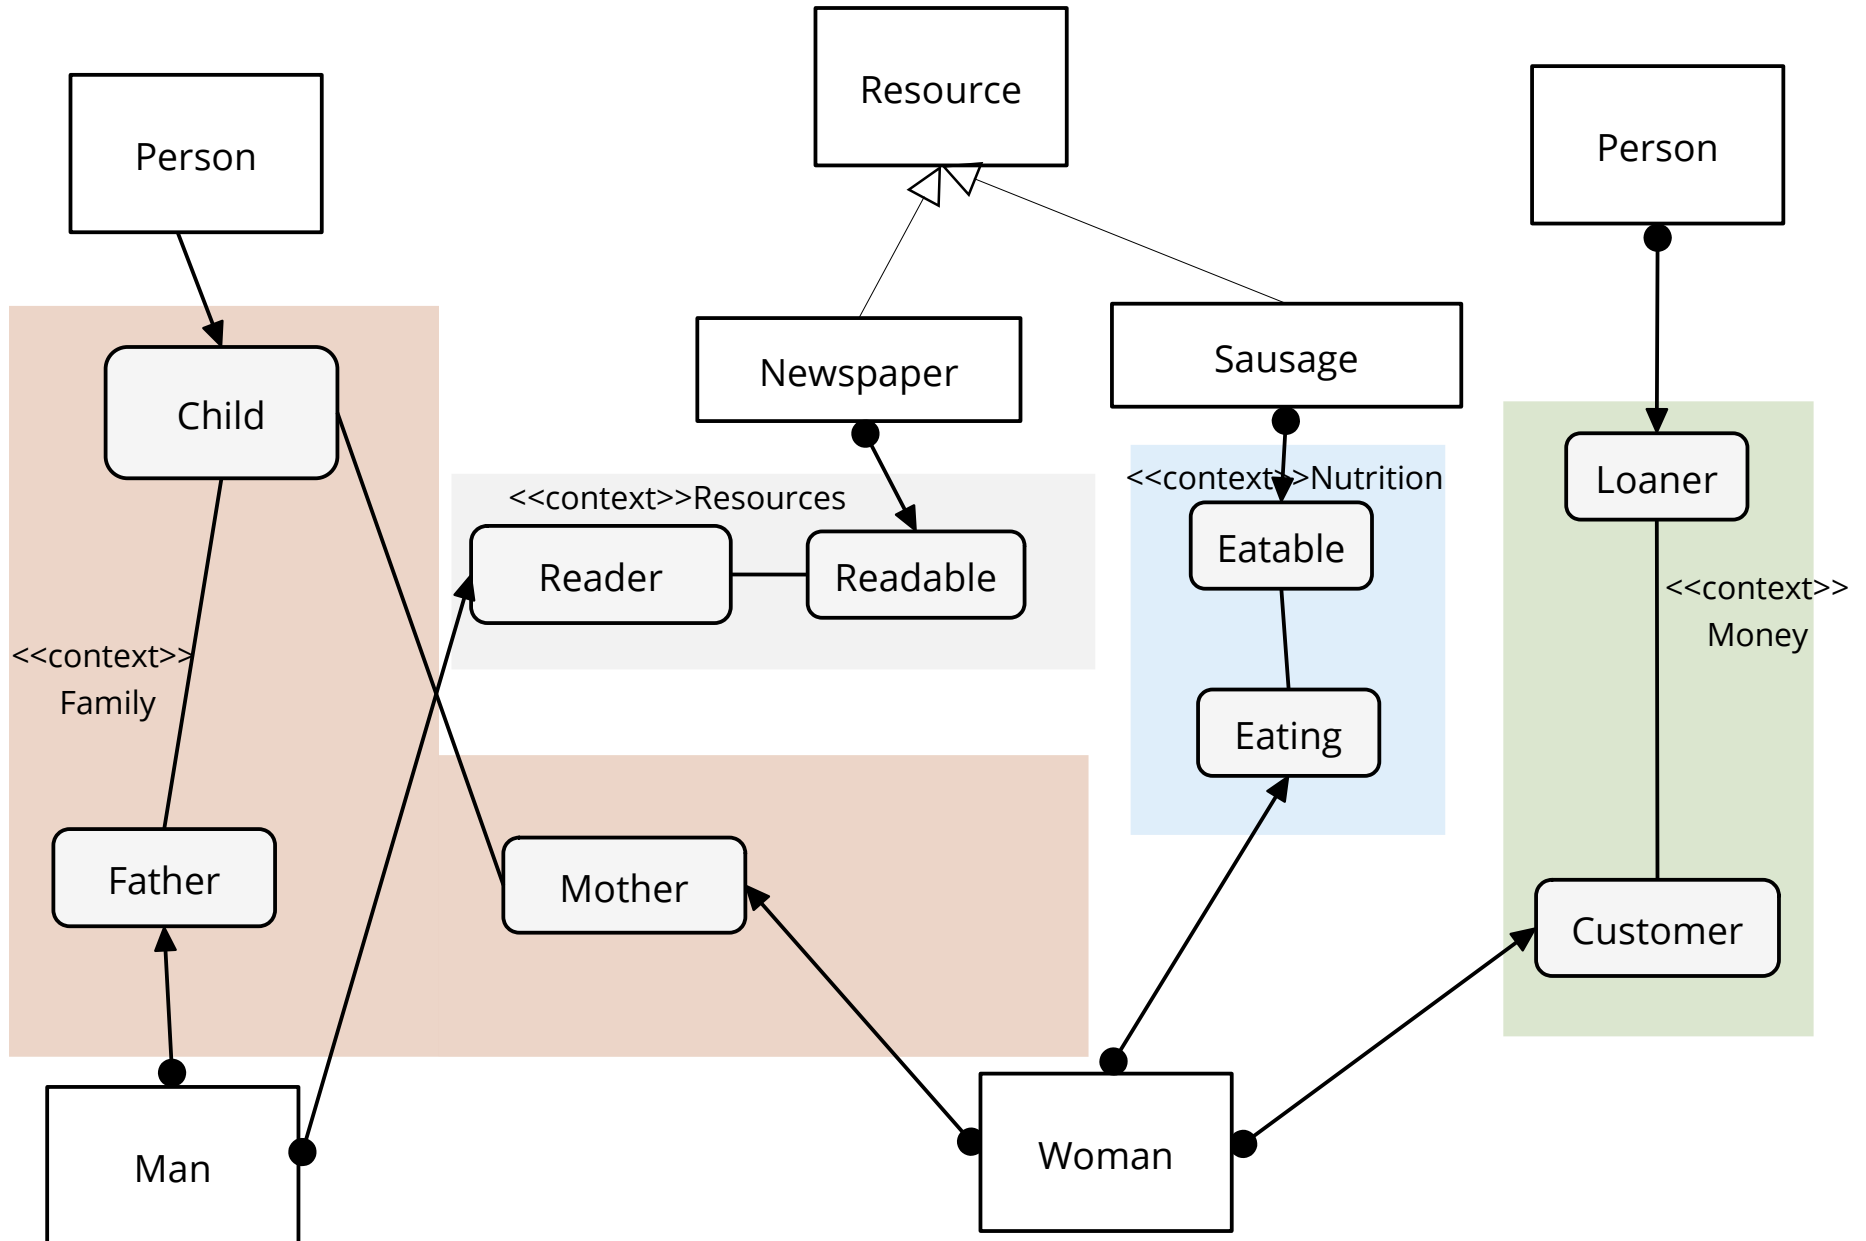 Resource
Person
Person
Newspaper
Sausage
Child
<<context>>Resources
<<context>>Nutrition
Loaner
Reader
Readable
Eatable
<<context>>
Family
<<context>>
Money
Eating
Father
Mother
Customer
Man
Woman